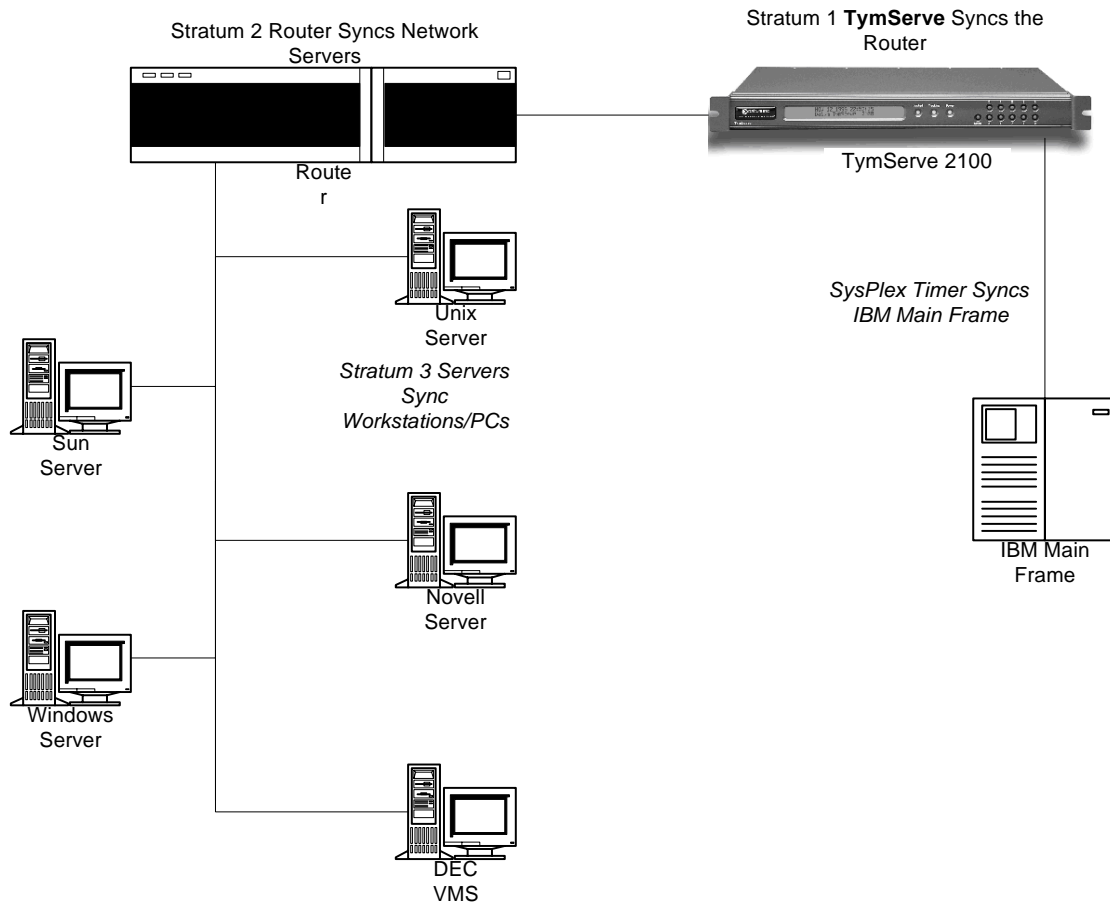 Stratum 2 Router Syncs Network
Servers
Stratum 1 TymServe Syncs the
Router
Route
r
TymServe 2100
Unix
Server
SysPlex Timer Syncs
IBM Main Frame
Stratum 3 Servers
Sync
Workstations/PCs
Sun
Server
IBM Main
Frame
Novell
Server
Windows
Server
DEC
VMS